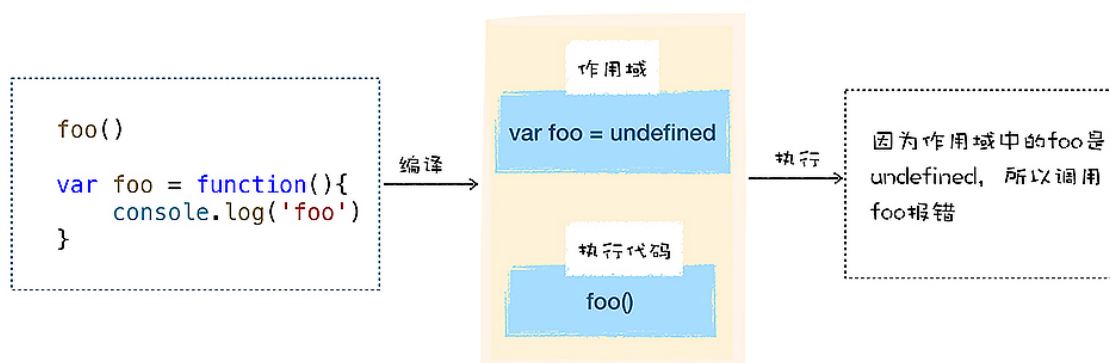 foo()
var foo = function(){
    console.log('foo')
}
编译
作用域
var foo = undefined
执行代码
foo()
执行
因为作用域中的foo是
undefined，所以调用
foo报错